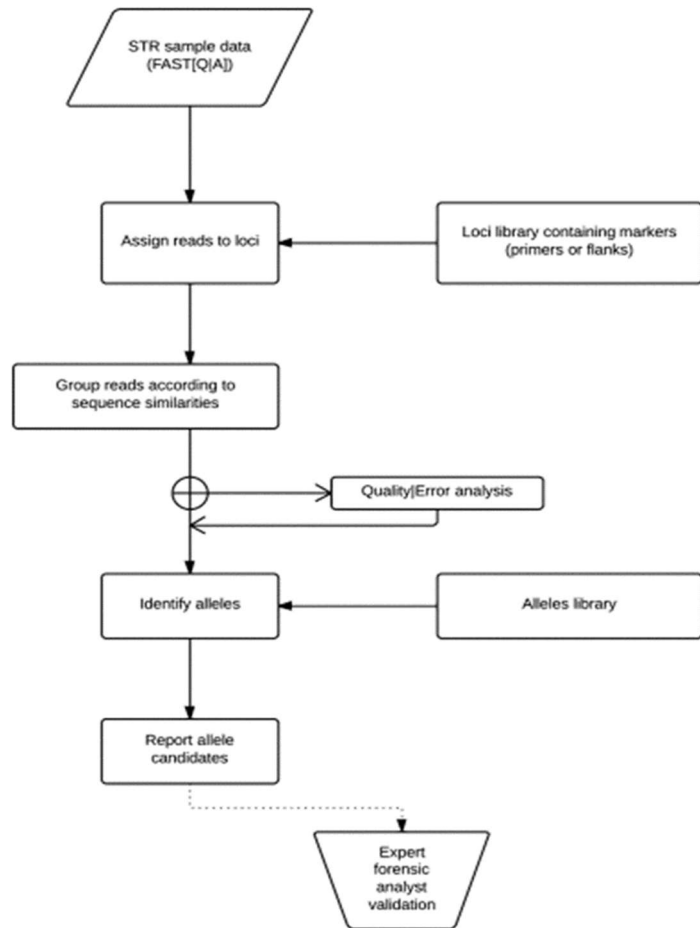 STR sample data
(FAST[Q|A])
Assign reads to loci
Loci library containing markers
(primers or flanks)
Group reads according to
sequence similarities
Quality|Error analysis
Identify alleles
Alleles library
Report allele
candidates
Expert
forensic
analyst
validation